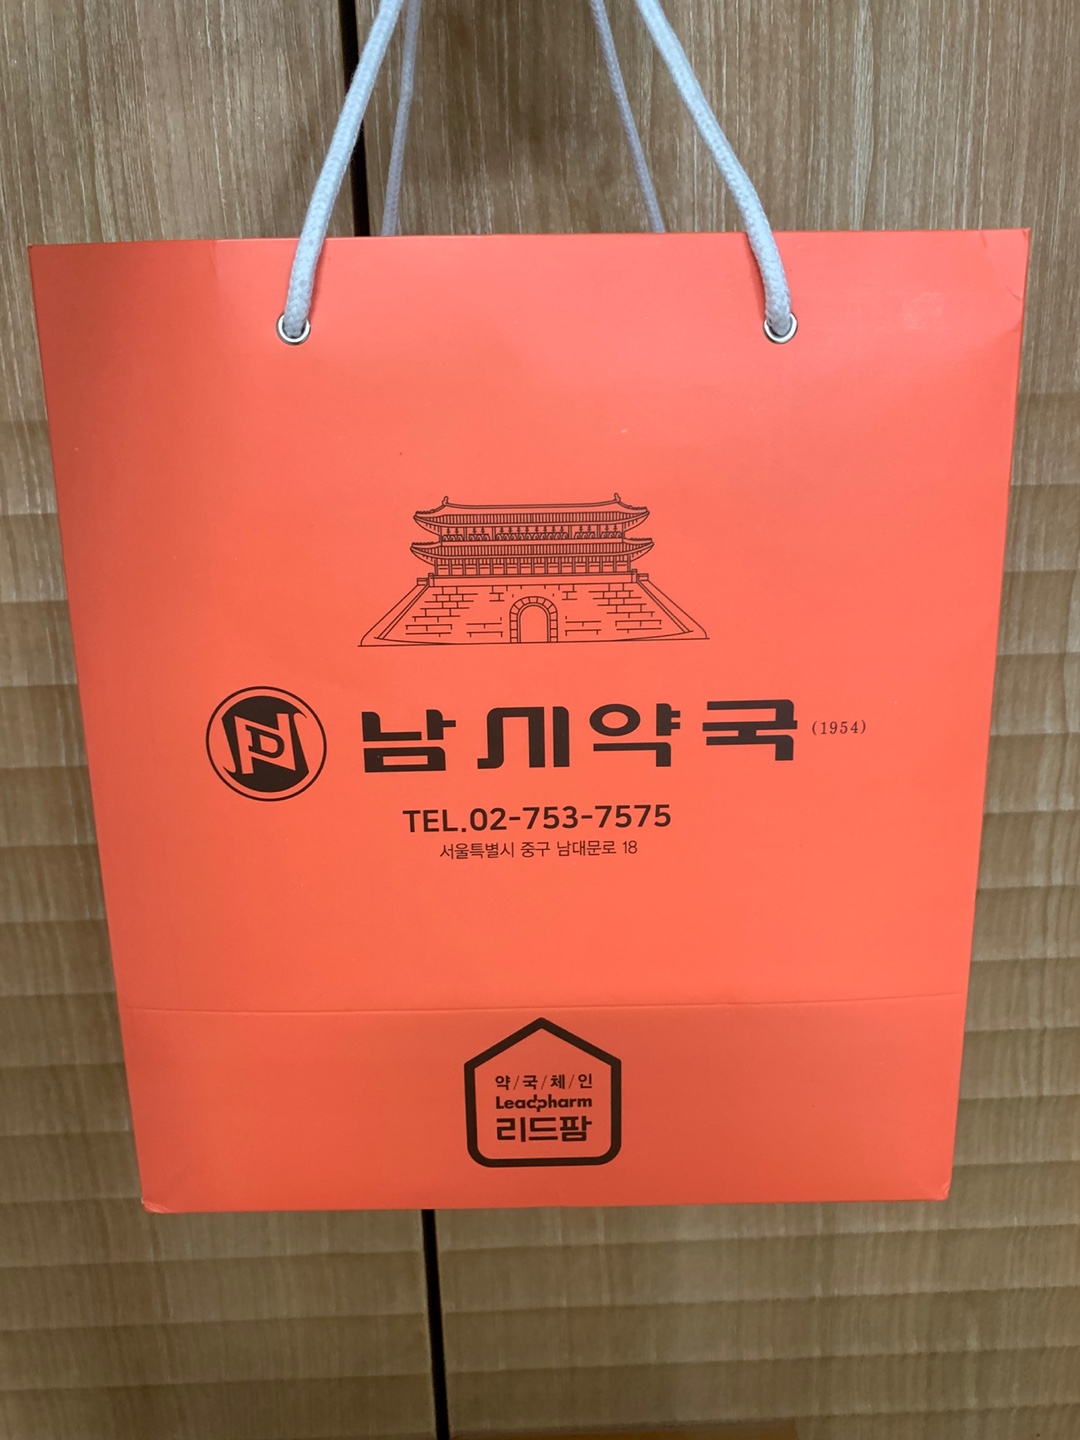 남시약국 (1954)
TEL.02-753-7575
서울특별시 중구 남대문로 18
약/국/체/인
Leadpharm
리드팜